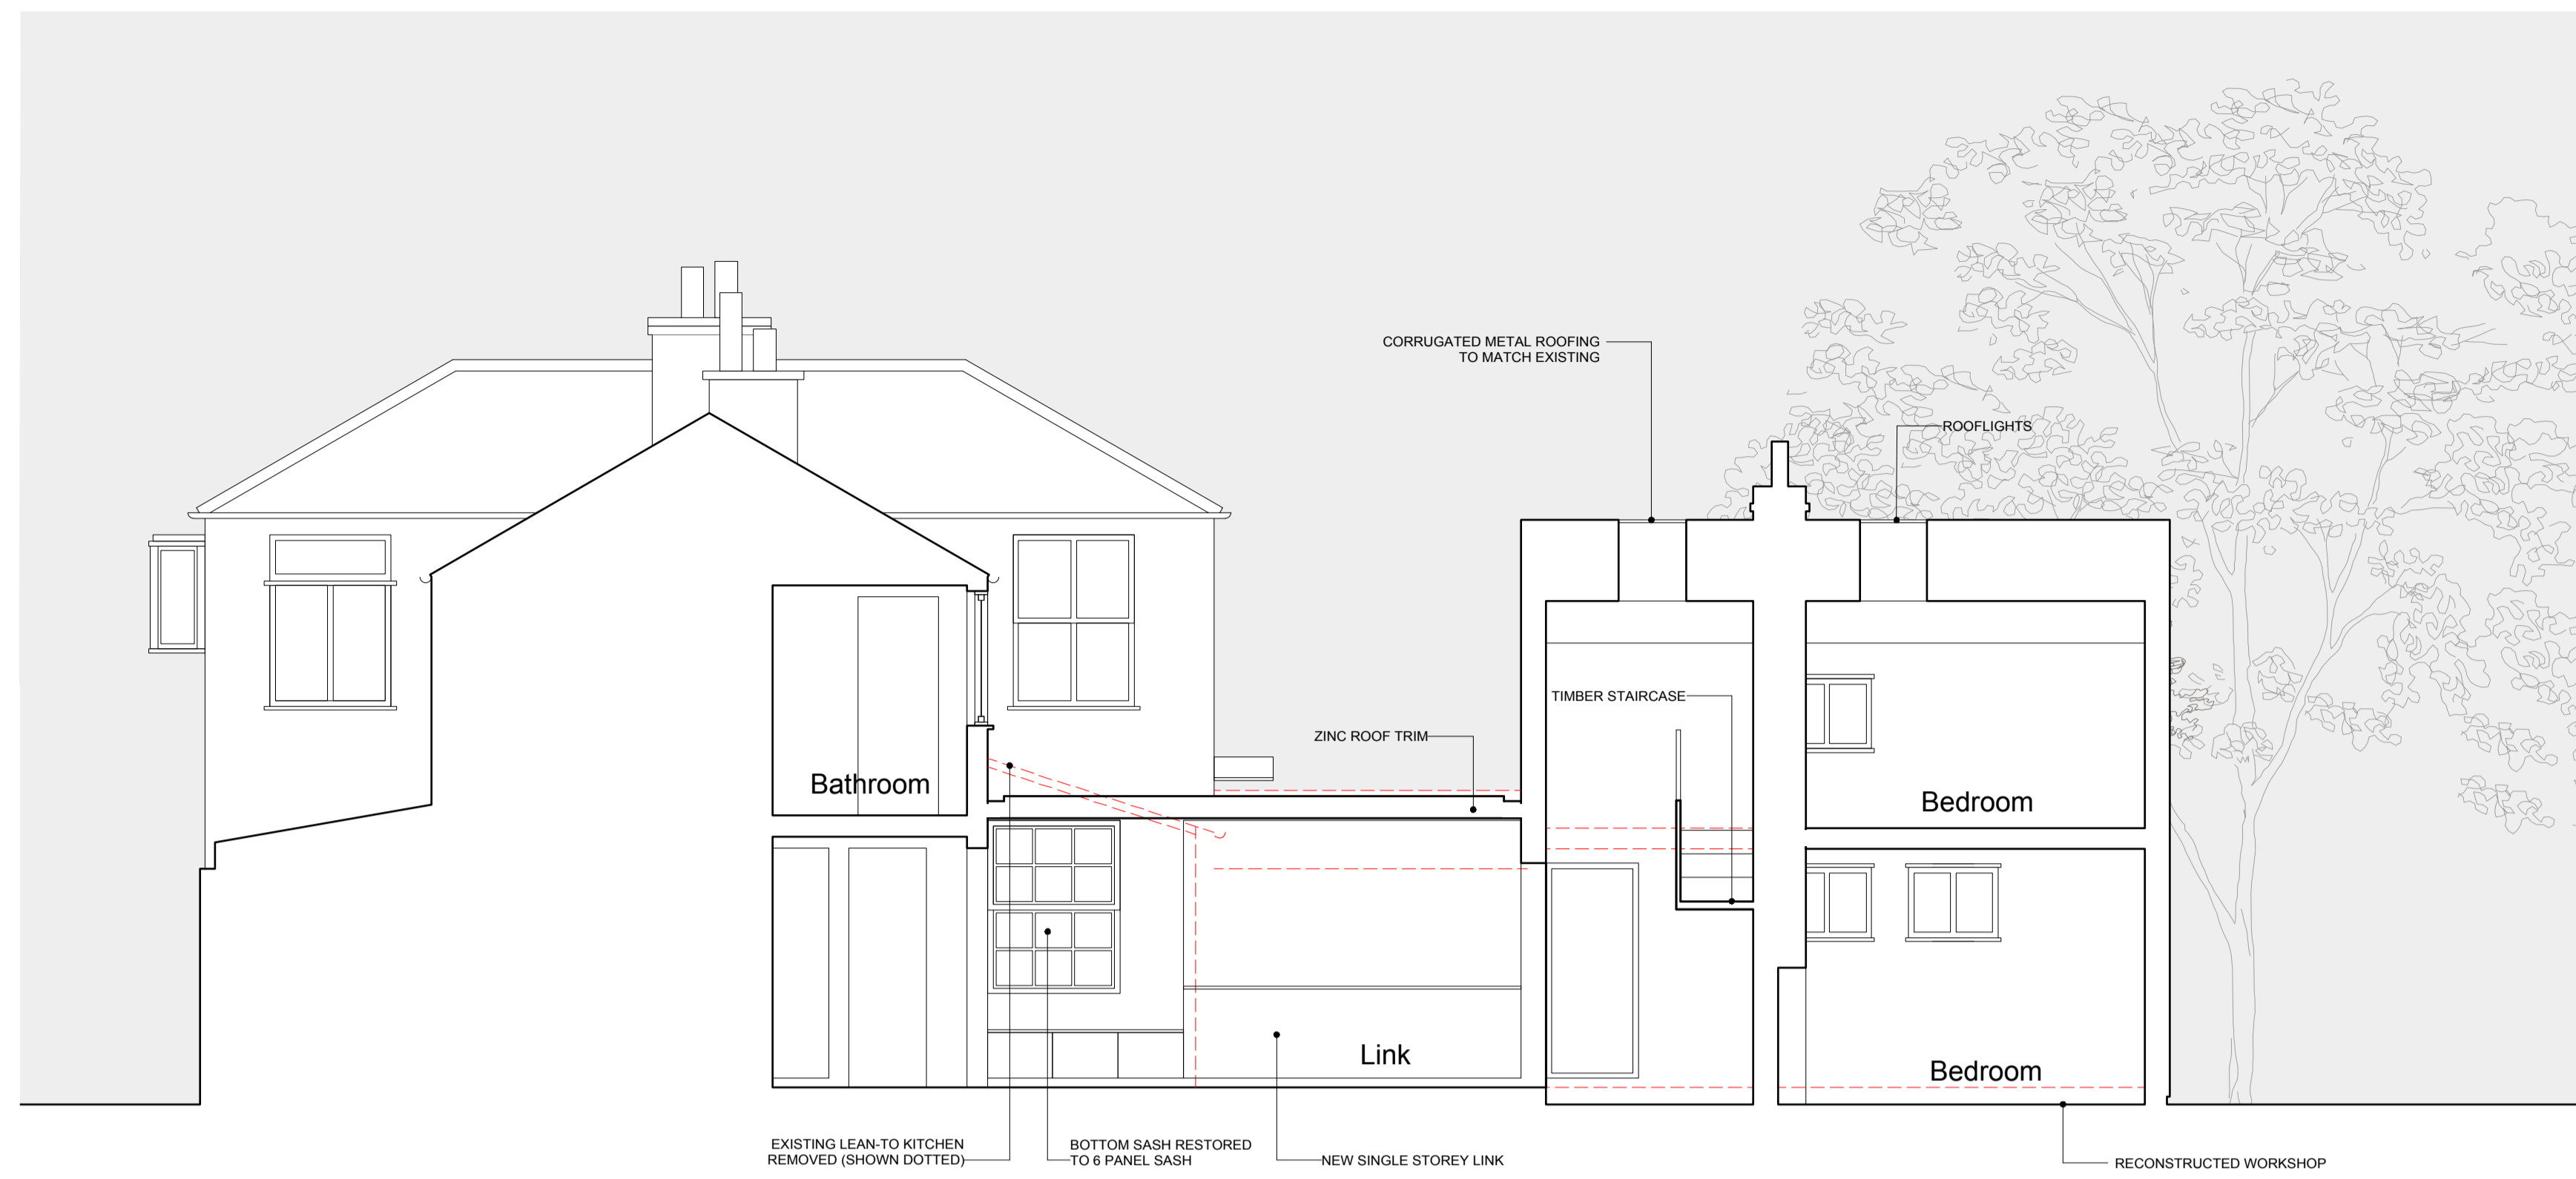 CORRUGATED METAL ROOFING
TO MATCH EXISTING
ROOFLIGHTS
TIMBER STAIRCASE
ZINC ROOF TRIM
Bathroom
Bedroom
Link
Bedroom
EXISTING LEAN-TO KITCHEN
REMOVED (SHOWN DOTTED)
BOTTOM SASH RESTORED
TO 6 PANEL SASH
NEW SINGLE STOREY LINK
RECONSTRUCTED WORKSHOP